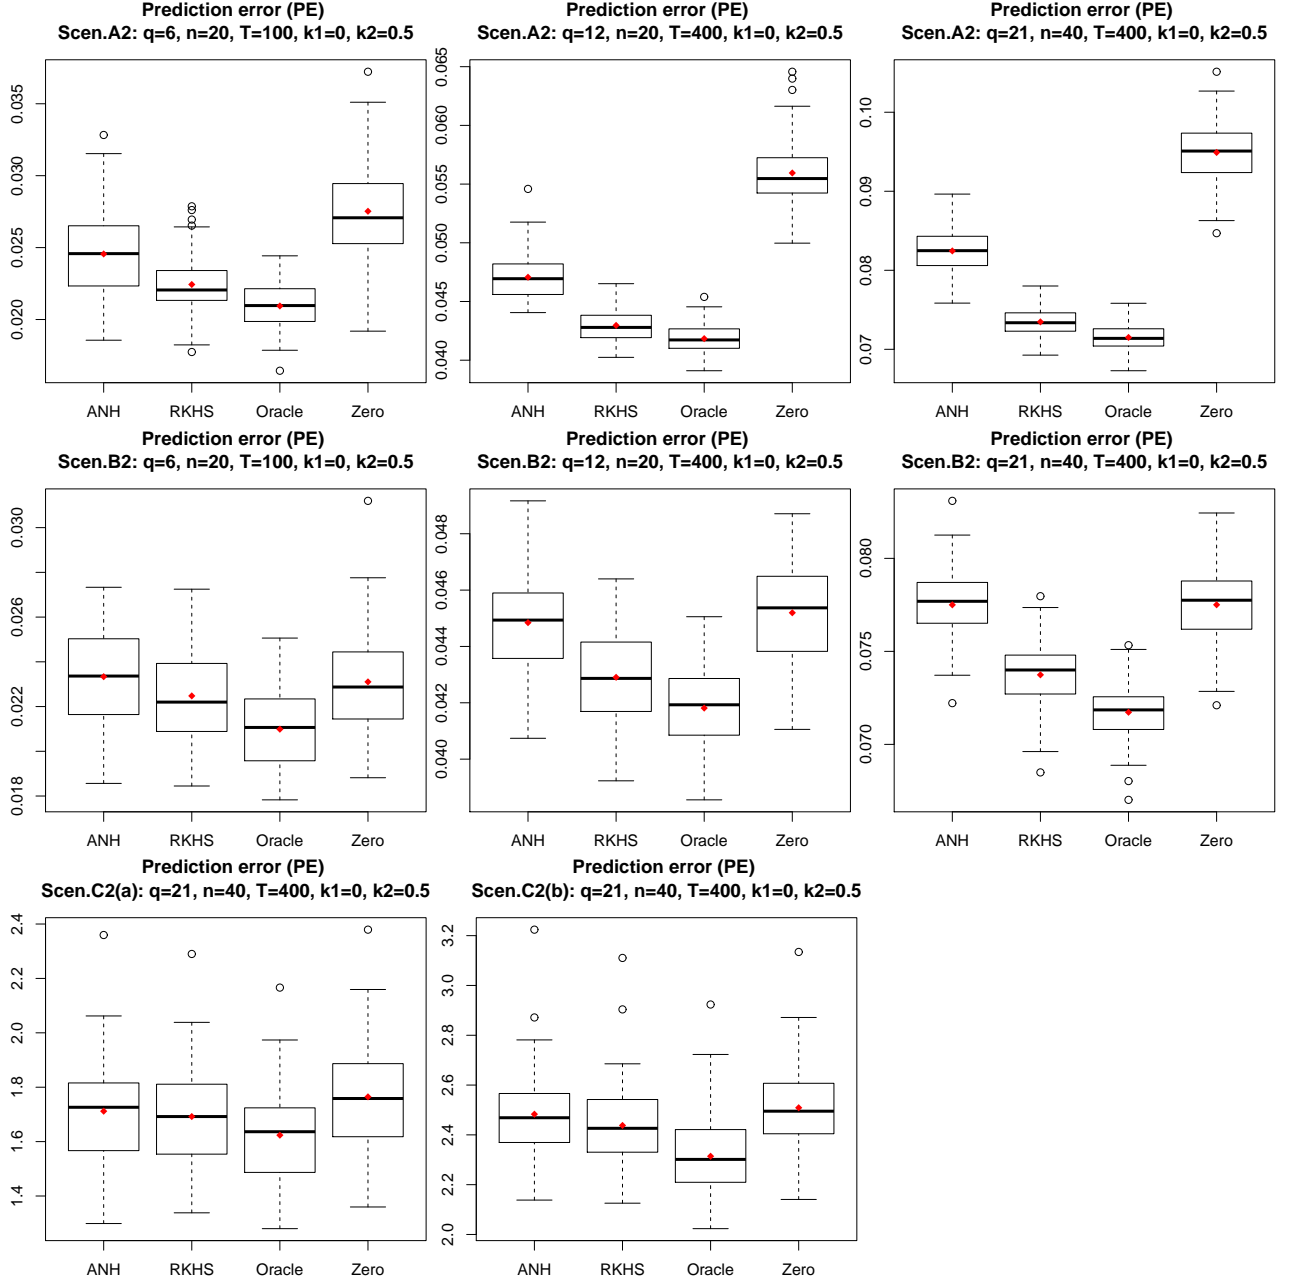 Prediction error (PE)
Scen.A2: q=6, n=20, T=100, k1=0, k2=0.5
0.035
0.030
0.025
0.020
ANH RKHS Oracle Zero
Prediction error (PE)
Scen.A2: q=12, n=20, T=400, k1=0, k2=0.5
0.065
0.060
0.055
0.050
0.045
0.040
ANH RKHS Oracle Zero
Prediction error (PE)
Scen.A2: q=21, n=40, T=400, k1=0, k2=0.5
0.10
0.09
0.08
0.07
ANH RKHS Oracle Zero
Prediction error (PE)
Scen.B2: q=6, n=20, T=100, k1=0, k2=0.5
0.030
0.026
0.022
0.018
ANH RKHS Oracle Zero
Prediction error (PE)
Scen.B2: q=12, n=20, T=400, k1=0, k2=0.5
0.048
0.046
0.044
0.042
0.040
ANH RKHS Oracle Zero
Prediction error (PE)
Scen.B2: q=21, n=40, T=400, k1=0, k2=0.5
0.080
0.075
0.070
ANH RKHS Oracle Zero
Prediction error (PE)
Scen.C2(a): q=21, n=40, T=400, k1=0, k2=0.5
2.4
2.2
2.0
1.8
1.6
1.4
ANH RKHS Oracle Zero
Prediction error (PE)
Scen.C2(b): q=21, n=40, T=400, k1=0, k2=0.5
3.2
3.0
2.8
2.6
2.4
2.2
2.0
ANH RKHS Oracle Zero